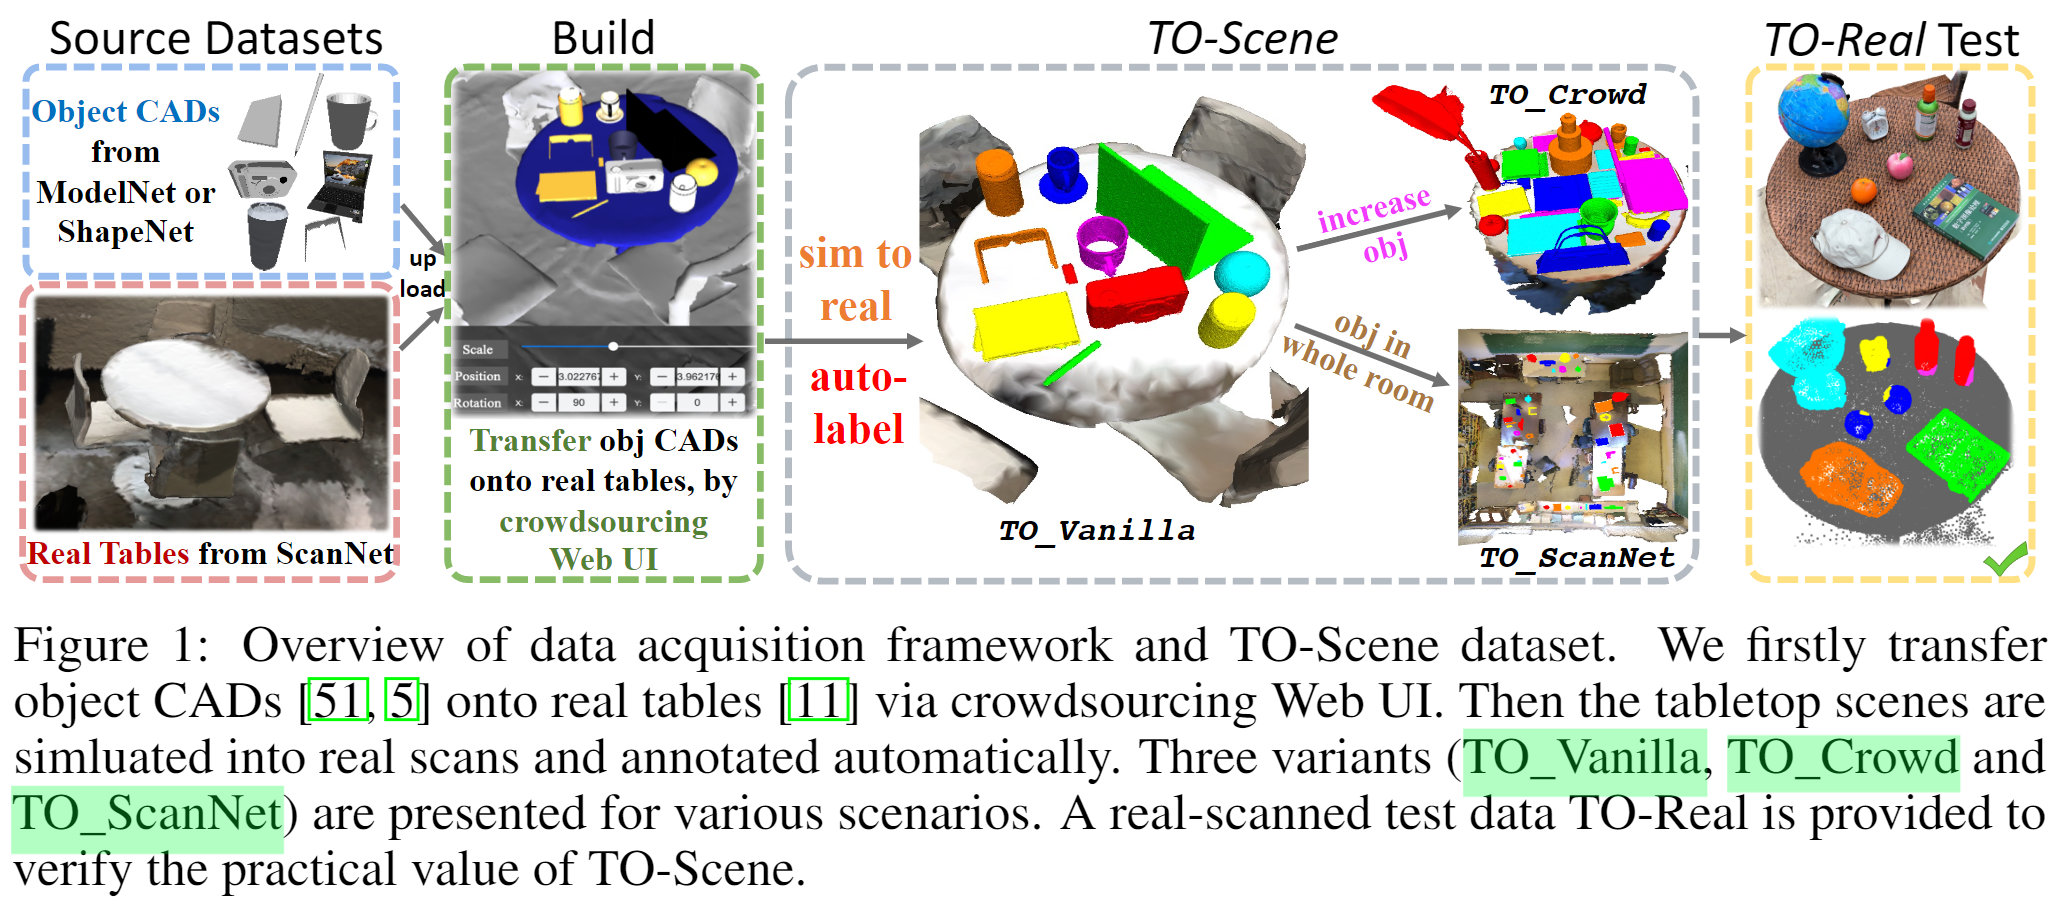 Source Datasets
Build
TO-Scene
TO-Real Test
Object CADs
from
ModelNet or
ShapeNet
Real Tables from ScanNet
up
load
Scale
Position X: − 3.022767 + Y: − 3.962176 +
Rotation X: − 90 + Y: − 0 +
Transfer obj CADs
onto real tables, by
crowdsourcing
Web UI
sim to
real
auto-
label
TO_Vanilla
increase
obj
TO_Crowd
obj in
whole room
TO_ScanNet
Figure 1: Overview of data acquisition framework and TO-Scene dataset. We firstly transfer
object CADs [51, 5] onto real tables [11] via crowdsourcing Web UI. Then the tabletop scenes are
simluated into real scans and annotated automatically. Three variants (TO_Vanilla, TO_Crowd and
TO_ScanNet) are presented for various scenarios. A real-scanned test data TO-Real is provided to
verify the practical value of TO-Scene.